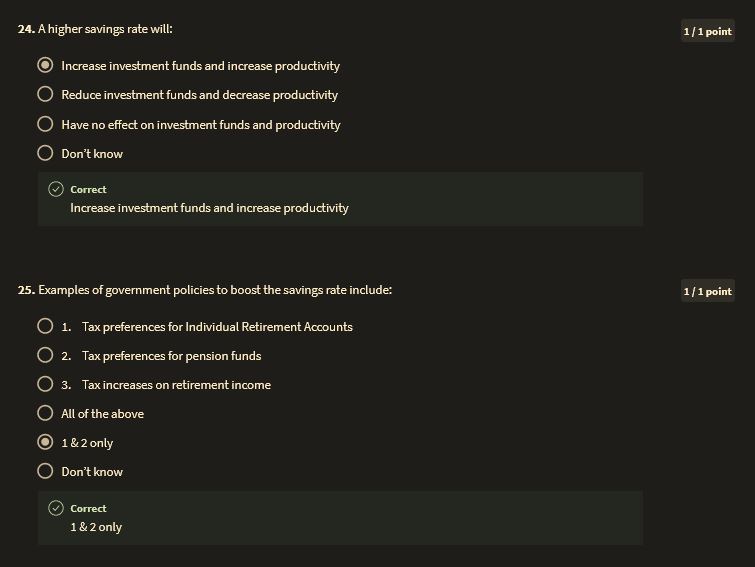 24. A higher savings rate will:
1 / 1 point
Increase investment funds and increase productivity
Reduce investment funds and decrease productivity
Have no effect on investment funds and productivity
Don't know
Correct
Increase investment funds and increase productivity
25. Examples of government policies to boost the savings rate include:
1 / 1 point
1. Tax preferences for Individual Retirement Accounts
2. Tax preferences for pension funds
3. Tax increases on retirement income
All of the above
1 & 2 only
Don't know
Correct
1 & 2 only